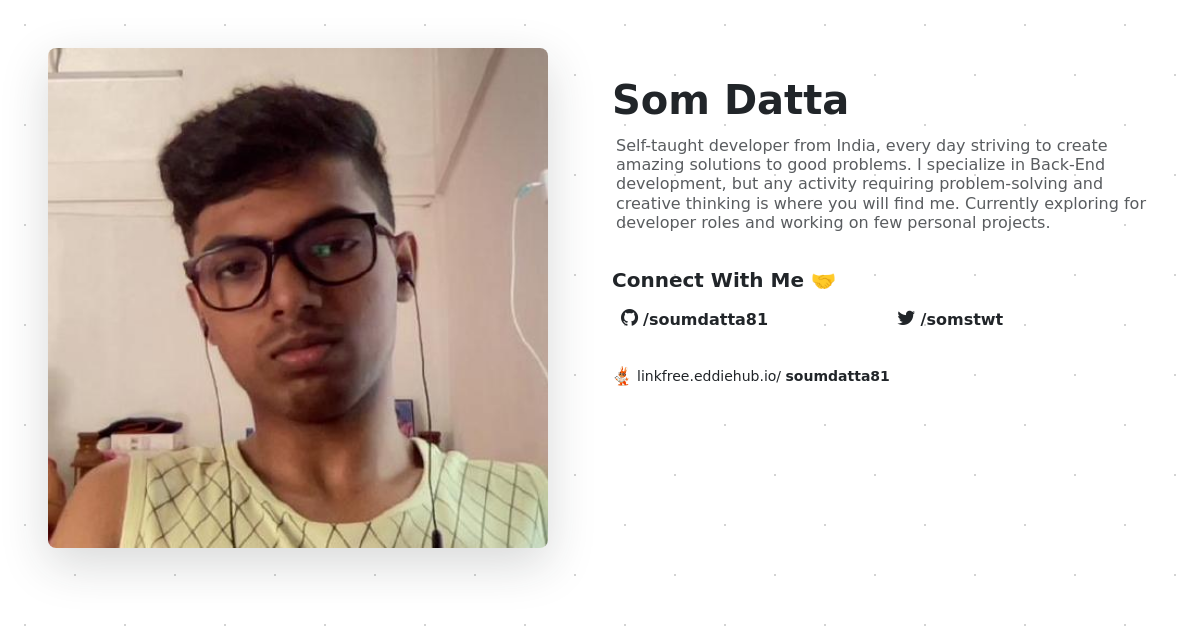 Som Datta
Self-taught developer from India, every day striving to create
amazing solutions to good problems. I specialize in Back-End
development, but any activity requiring problem-solving and
creative thinking is where you will find me. Currently exploring for
developer roles and working on few personal projects.
Connect With Me 🤝
/soumdatta81
/somstwt
linkfree.eddiehub.io/ soumdatta81